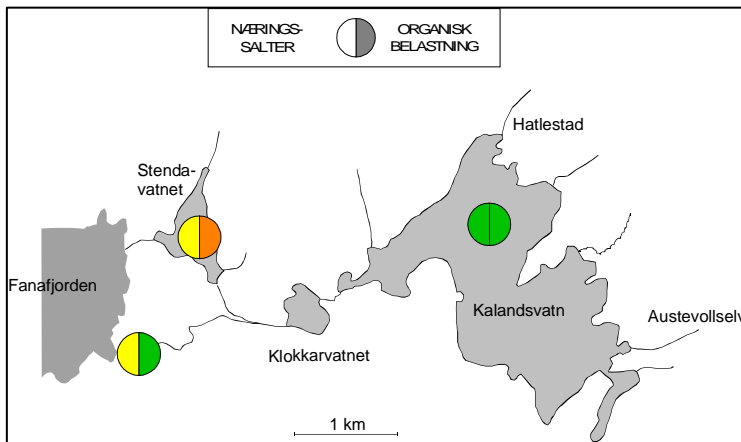 NÆRINGS-
SALTER
ORGANISK
BELASTNING
Hatlestad
Stenda-
vatnet
Fanafjorden
Kalandsvatn
Austevollselv
Klokkarvatnet
1 km